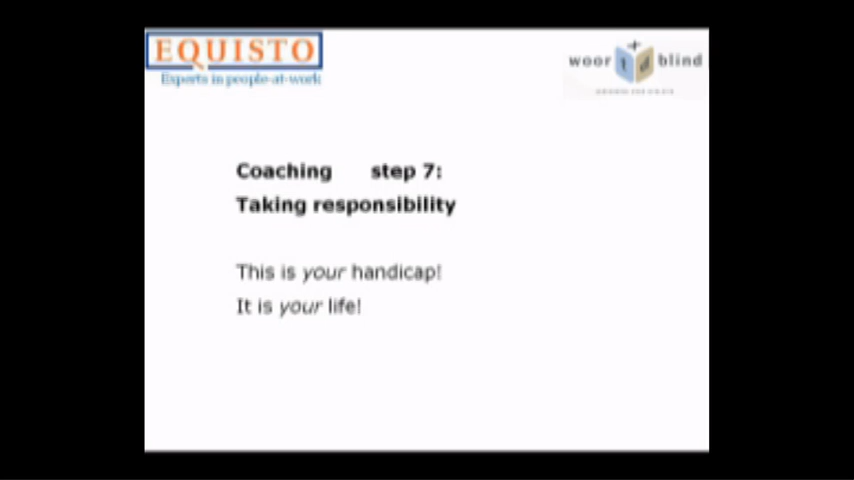 EQUISTO
Experts in people-at-work
woor td blind
Coaching step 7:
Taking responsibility
This is your handicap!
It is your life!